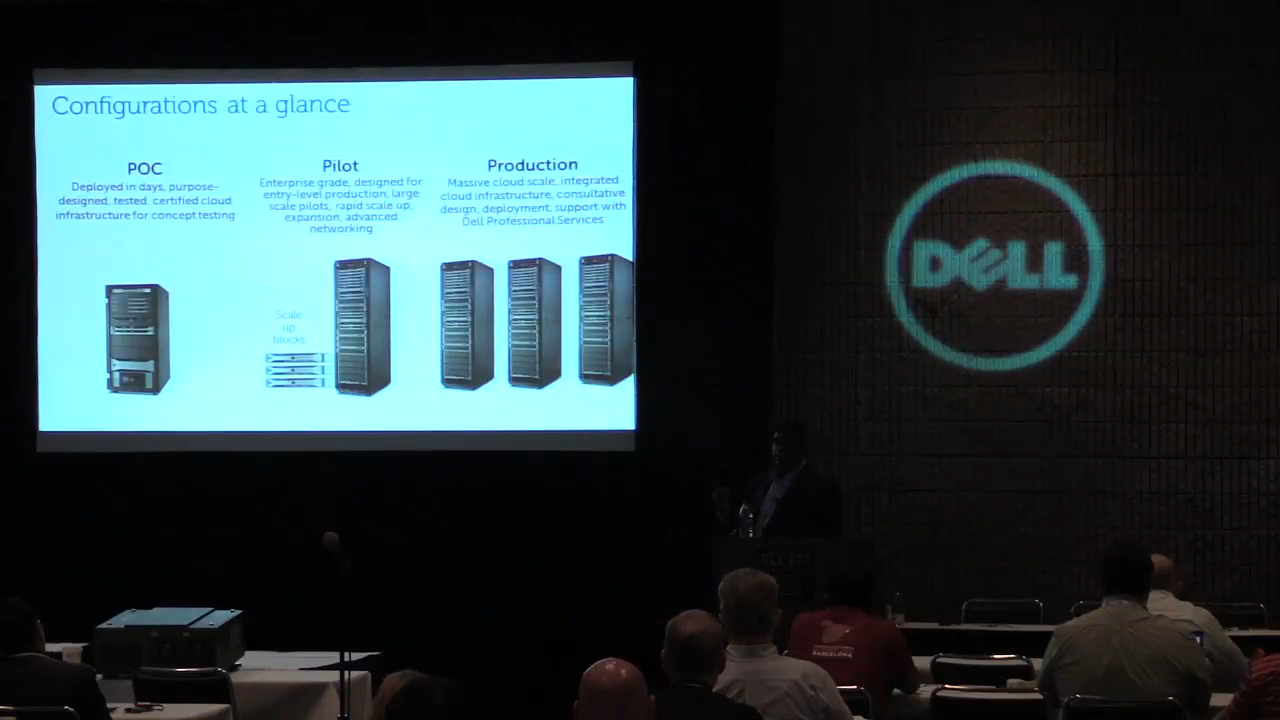 Configurations at a glance
POC
Deployed in days, purpose-
designed, tested, certified cloud
infrastructure for concept testing
Pilot
Enterprise grade, designed for
entry-level production, large
scale pilots, rapid scale up,
expansion, advanced
networking
Scale
up
blocks
Production
Massive cloud scale, integrated
cloud infrastructure, consultative
design, deployment, support with
Dell Professional Services
DELL
BARCELONA